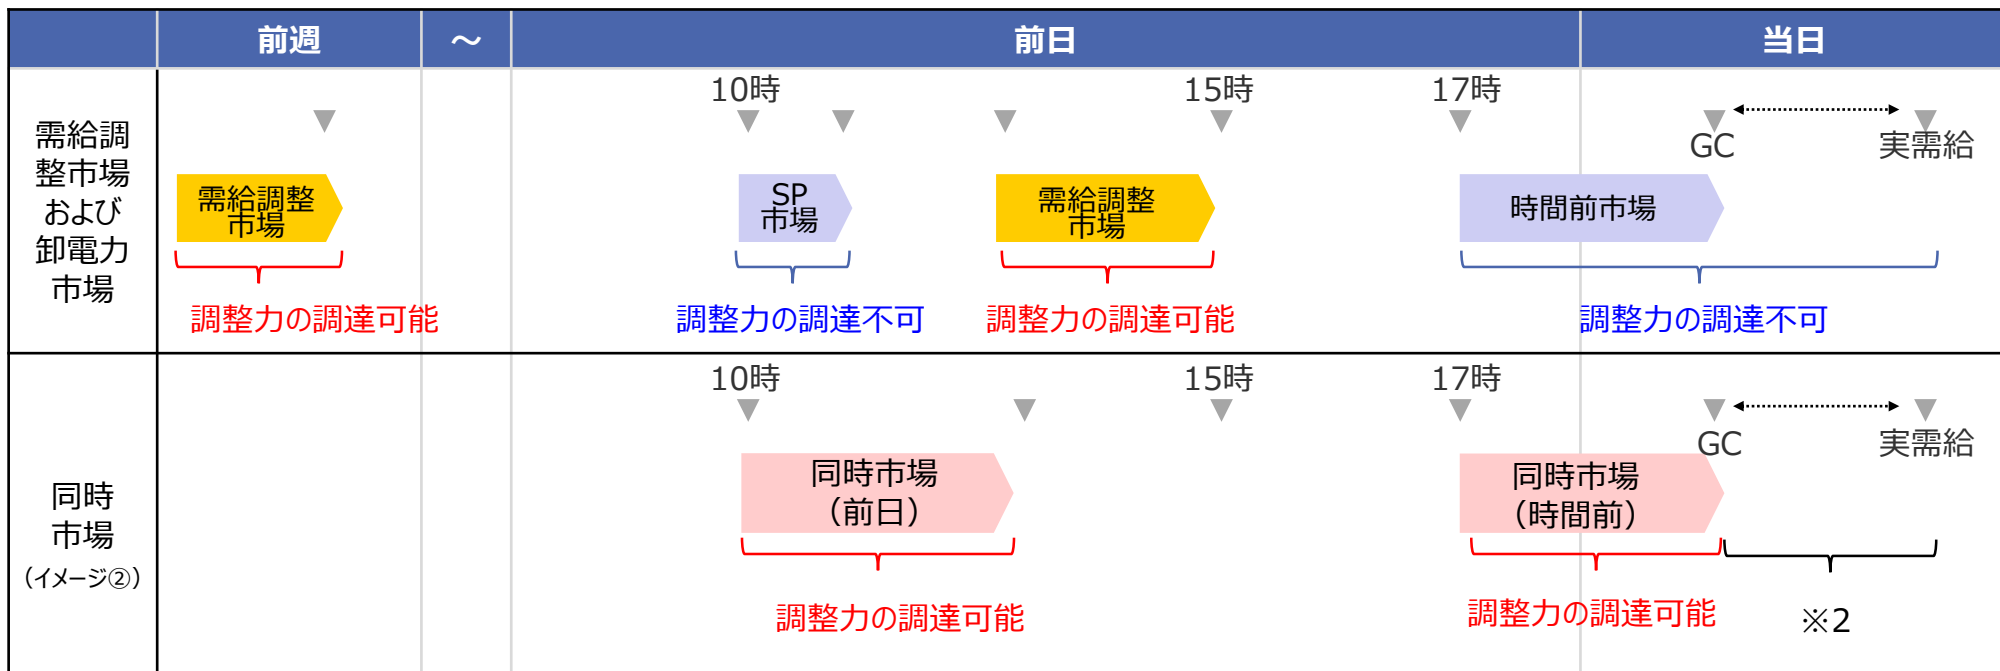 前週
～
前日
当日
需給調
整市場
および
卸電力
市場
10時
15時
17時
GC
実需給
需給調整
市場
SP
市場
需給調整
市場
時間前市場
調整力の調達可能
調整力の調達不可
調整力の調達可能
調整力の調達不可
同時
市場
（イメージ②）
10時
15時
17時
GC
実需給
同時市場
（前日）
同時市場
（時間前）
調整力の調達可能
調整力の調達可能
※2